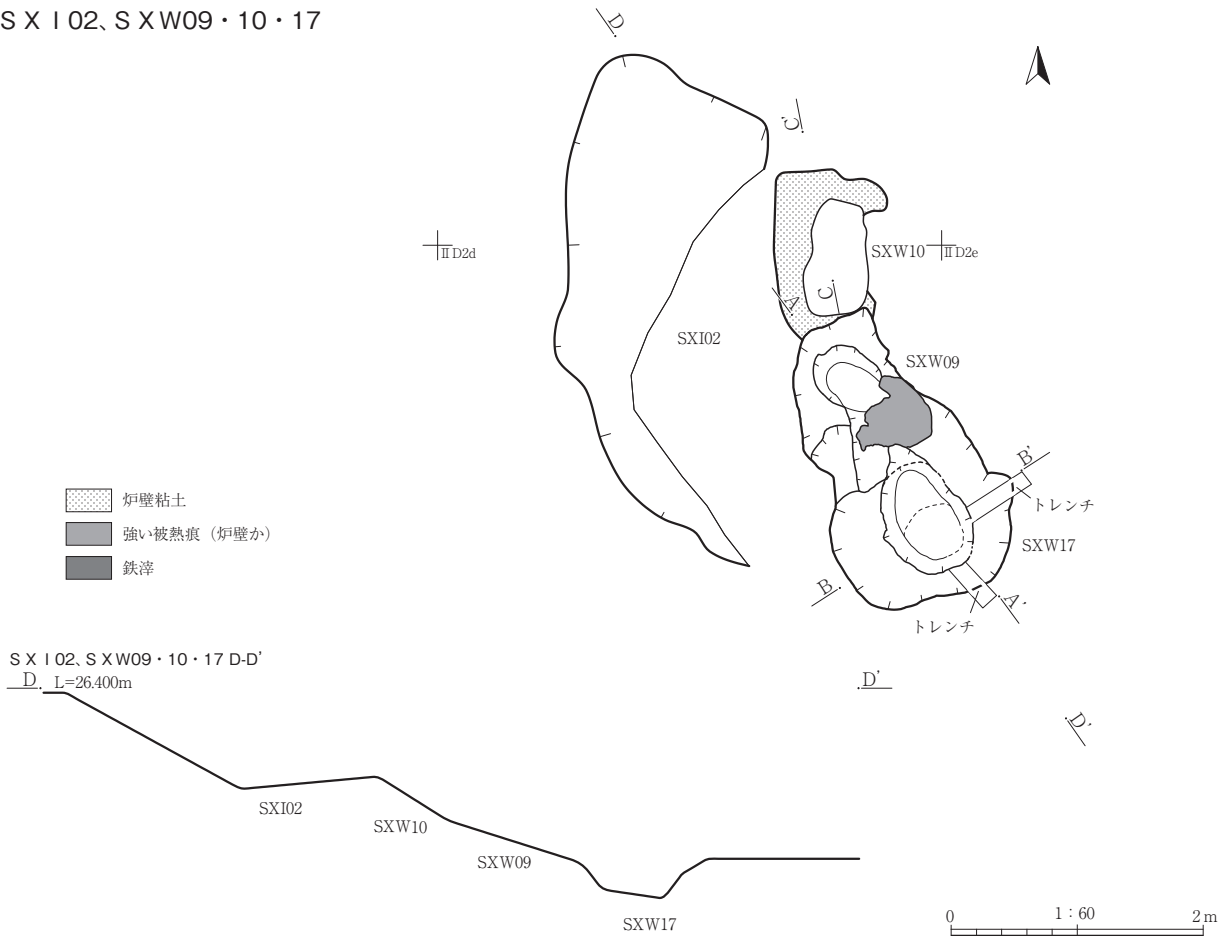 ＳＸＩ02、ＳＸＷ09・10・17
D
C'
ⅡD2d
SXW10
ⅡD2e
A
C
SXI02
SXW09
B'
トレンチ
SXW17
B
A'
トレンチ
炉壁粘土
強い被熱痕（炉壁か）
鉄滓
ＳＸＩ02、ＳＸＷ09・10・17 D-D'
D
L=26.400m
D'
D'
SXI02
SXW10
SXW09
SXW17
0
1：60
2m